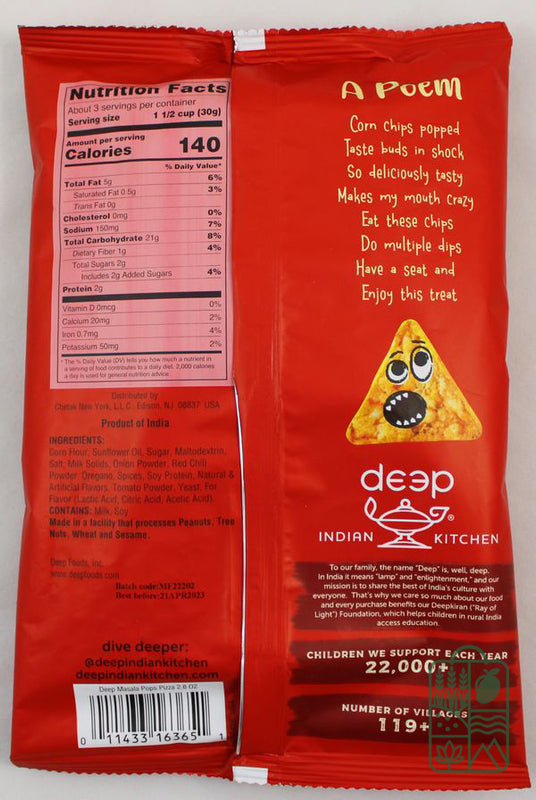 Nutrition Facts
About 3 servings per container
Serving size 1 1/2 cup (30g)
Amount per serving
Calories 140
% Daily Value*
Total Fat 5g 6%
Saturated Fat 0.5g 3%
Trans Fat 0g
Cholesterol 0mg 0%
Sodium 150mg 7%
Total Carbohydrate 21g 8%
Dietary Fiber 1g 4%
Total Sugars 2g
Includes 2g Added Sugars 4%
Protein 2g
Vitamin D 0mcg 0%
Calcium 20mg 2%
Iron 0.7mg 4%
Potassium 50mg 2%
* The % Daily Value (DV) tells you how much a nutrient in
a serving of food contributes to a daily diet. 2,000 calories
a day is used for general nutrition advice.
Distributed by
Chetak New York, L.L.C. Edison, NJ, 08837 USA
Product of India
INGREDIENTS:
Corn Flour, Sunflower Oil, Sugar, Maltodextrin,
Salt, Milk Solids, Onion Powder, Red Chili
Powder, Oregano, Spices, Soy Protein, Natural &
Artificial Flavors, Tomato Powder, Yeast, For
Flavor (Lactic Acid, Citric Acid, Acetic Acid).
CONTAINS: Milk, Soy
Made in a facility that processes Peanuts, Tree
Nuts, Wheat and Sesame.
Deep Foods, Inc.
www.deepfoods.com
Batch code:MF22202
Best before:21APR2023
dive deeper:
@deepindiankitchen
deepindiankitchen.com
Deep Masala Pops Pizza 2.8 OZ
0 11433 16365 1
A Poem
Corn chips popped
Taste buds in shock
So deliciously tasty
Makes my mouth crazy
Eat these chips
Do multiple dips
Have a seat and
Enjoy this treat
deep
®
INDIAN KITCHEN
To our family, the name "Deep" is, well, deep.
In India it means "lamp" and "enlightenment," and our
mission is to share the best of India's culture with
everyone. That's why we care so much about our food
and every purchase benefits our Deepkiran ("Ray of
Light") Foundation, which helps children in rural India
access education.
CHILDREN WE SUPPORT EACH YEAR
22,000+
NUMBER OF VILLAGES
119+